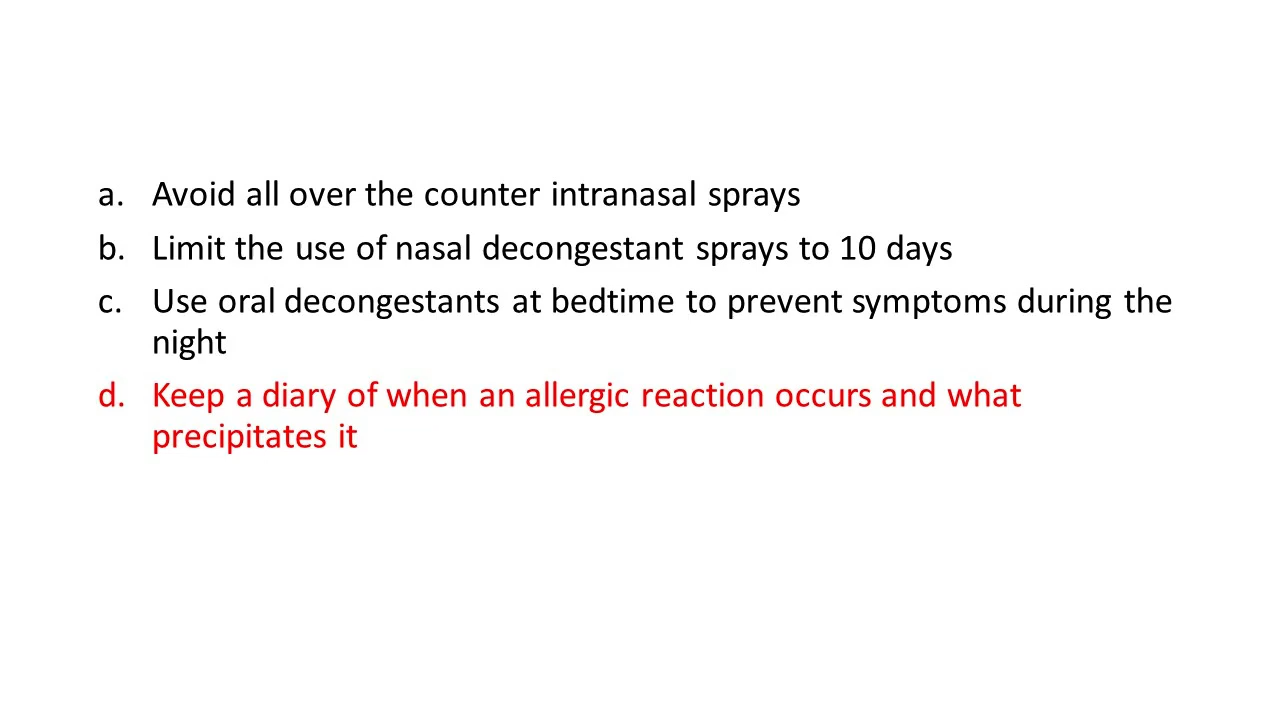 a. Avoid all over the counter intranasal sprays
b. Limit the use of nasal decongestant sprays to 10 days
c. Use oral decongestants at bedtime to prevent symptoms during the
night
d. Keep a diary of when an allergic reaction occurs and what
precipitates it